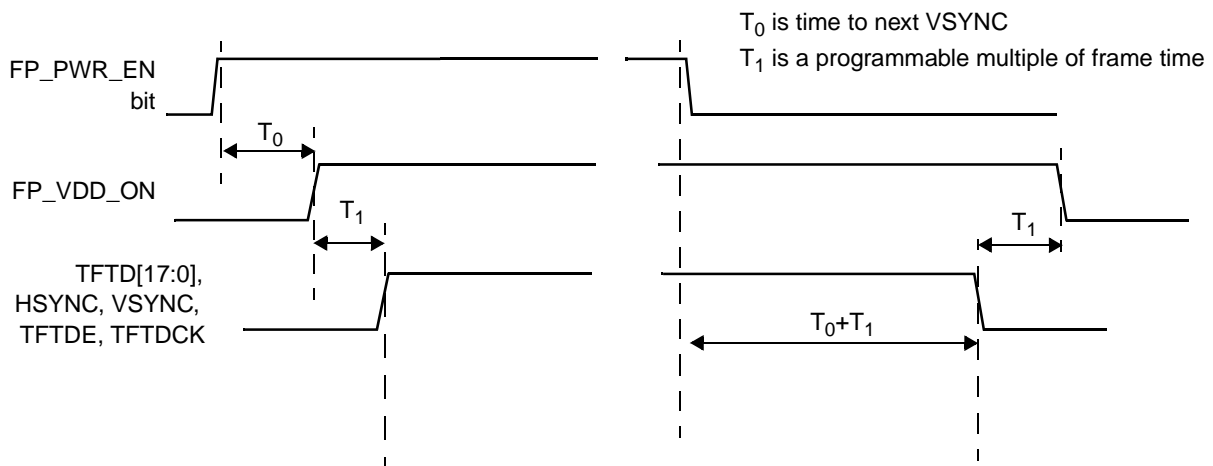 T0 is time to next VSYNC
T1 is a programmable multiple of frame time
FP_PWR_EN
bit
T0
FP_VDD_ON
T1
T1
TFTD[17:0],
HSYNC, VSYNC,
TFTDE, TFTDCK
T0+T1